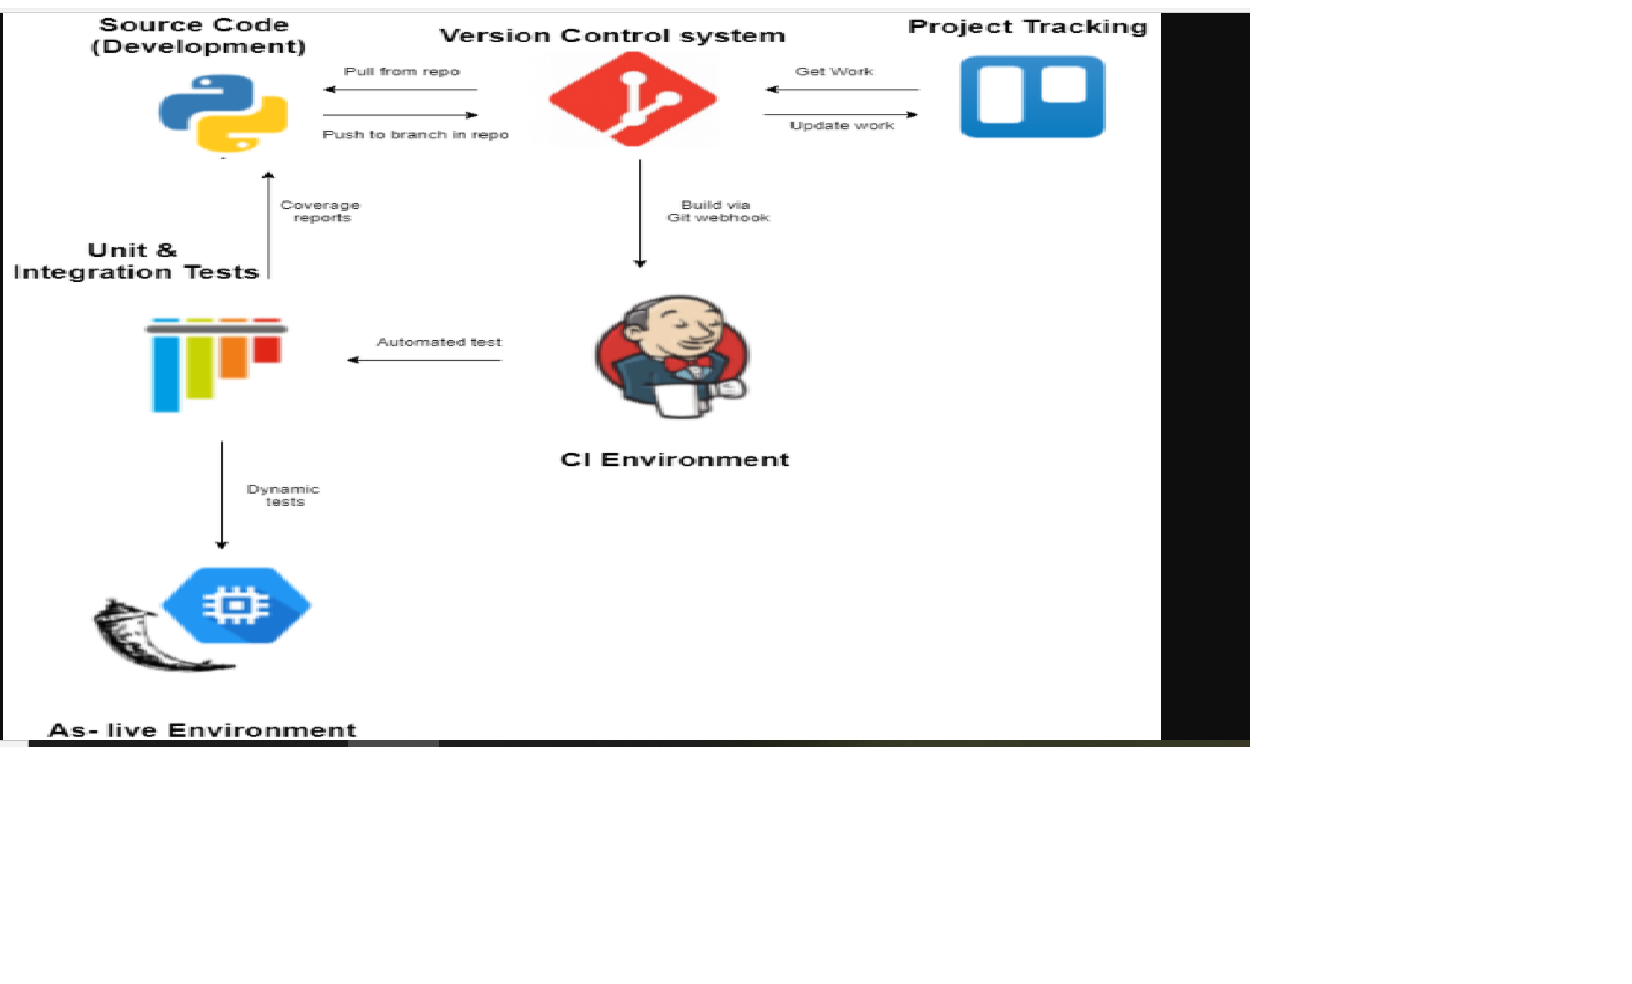 Source Code
(Development)
Version Control system
Project Tracking
Pull from repo
Push to branch in repo
Get Work
Update work
Coverage
reports
Build via
Git webhook
Unit &
Integration Tests
Automated test
CI Environment
Dynamic
tests
As- live Environment